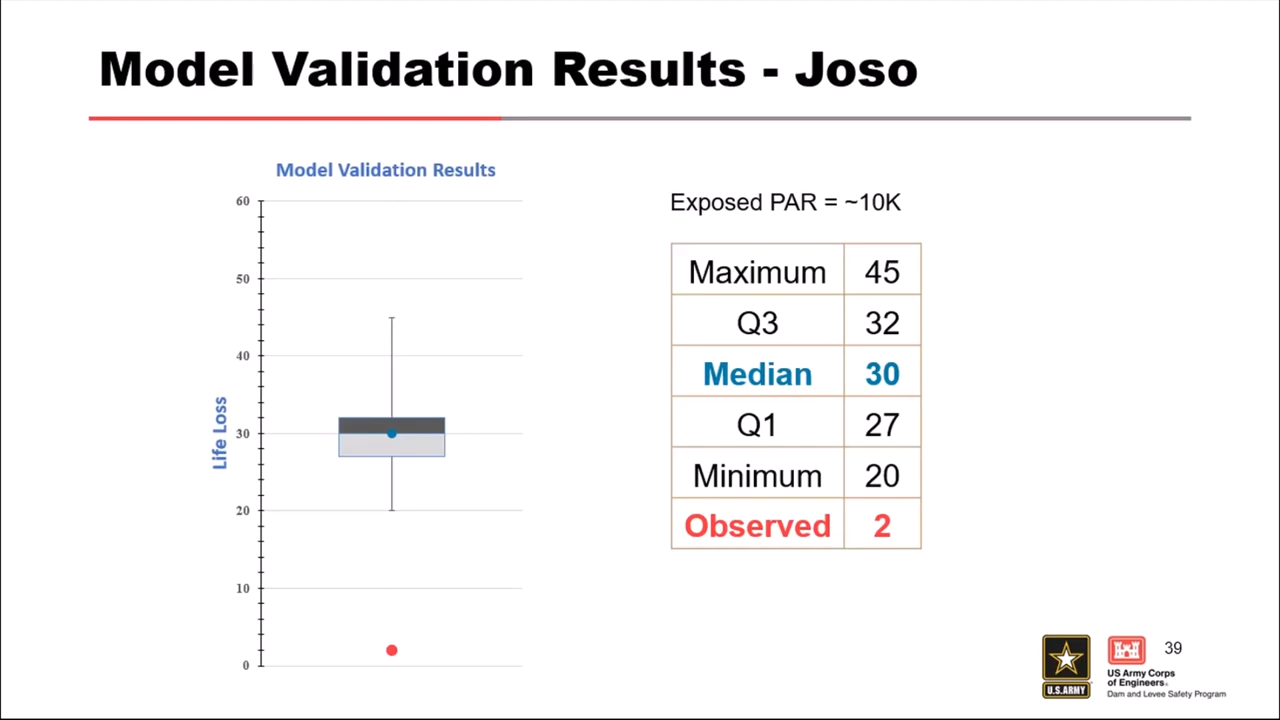 Model Validation Results - Joso
Model Validation Results
60
50
40
30
20
10
0
Life Loss
Exposed PAR = ~10K
Maximum 45
Q3 32
Median 30
Q1 27
Minimum 20
Observed 2
U.S.ARMY
US Army Corps
of Engineers®
Dam and Levee Safety Program
39